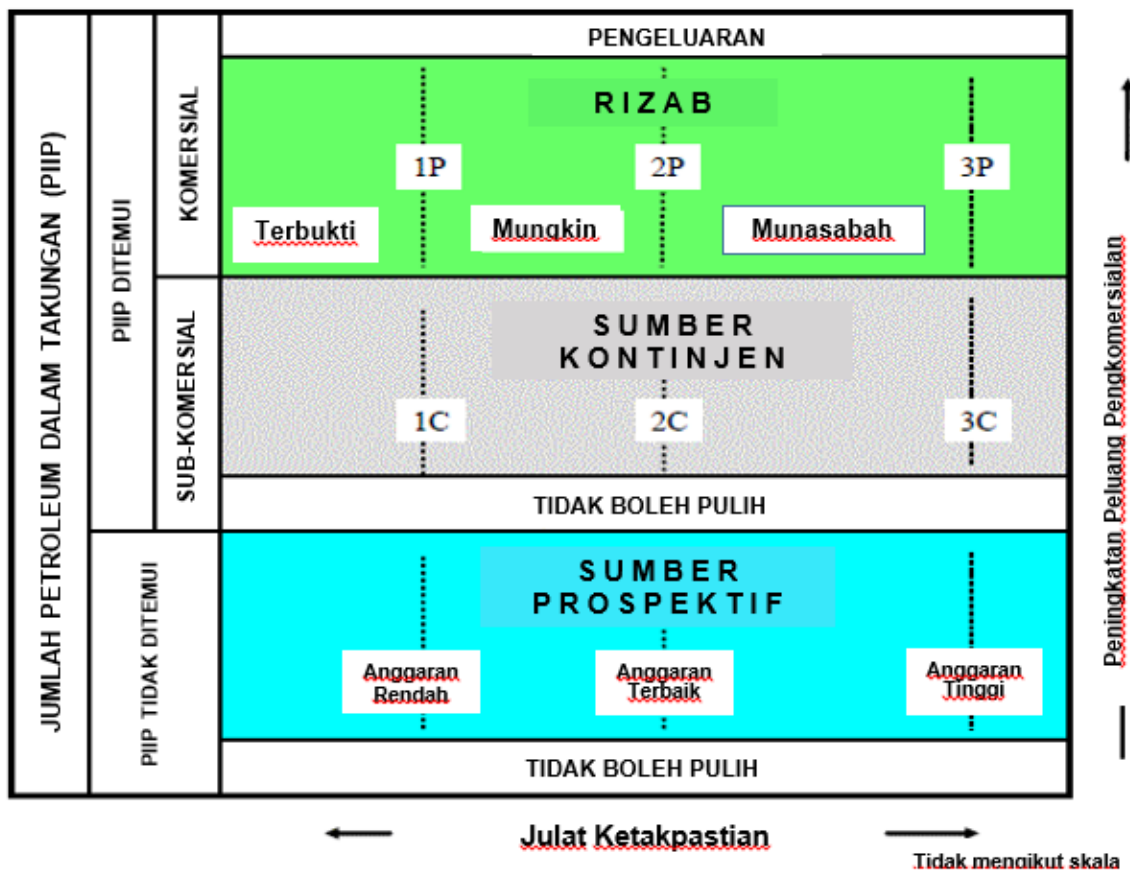 JUMLAH PETROLEUM DALAM TAKUNGAN (PIIP)
PIIP DITEMUI
KOMERSIAL
PENGELUARAN
RIZAB
1P
2P
3P
Terbukti
Mungkin
Munasabah
SUB-KOMERSIAL
SUMBER
KONTINJEN
1C
2C
3C
TIDAK BOLEH PULIH
PIIP TIDAK DITEMUI
SUMBER
PROSPEKTIF
Anggaran
Rendah
Anggaran
Terbaik
Anggaran
Tinggi
TIDAK BOLEH PULIH
Peningkatan Peluang Pengkomersialan
Julat Ketakpastian
Tidak mengikut skala